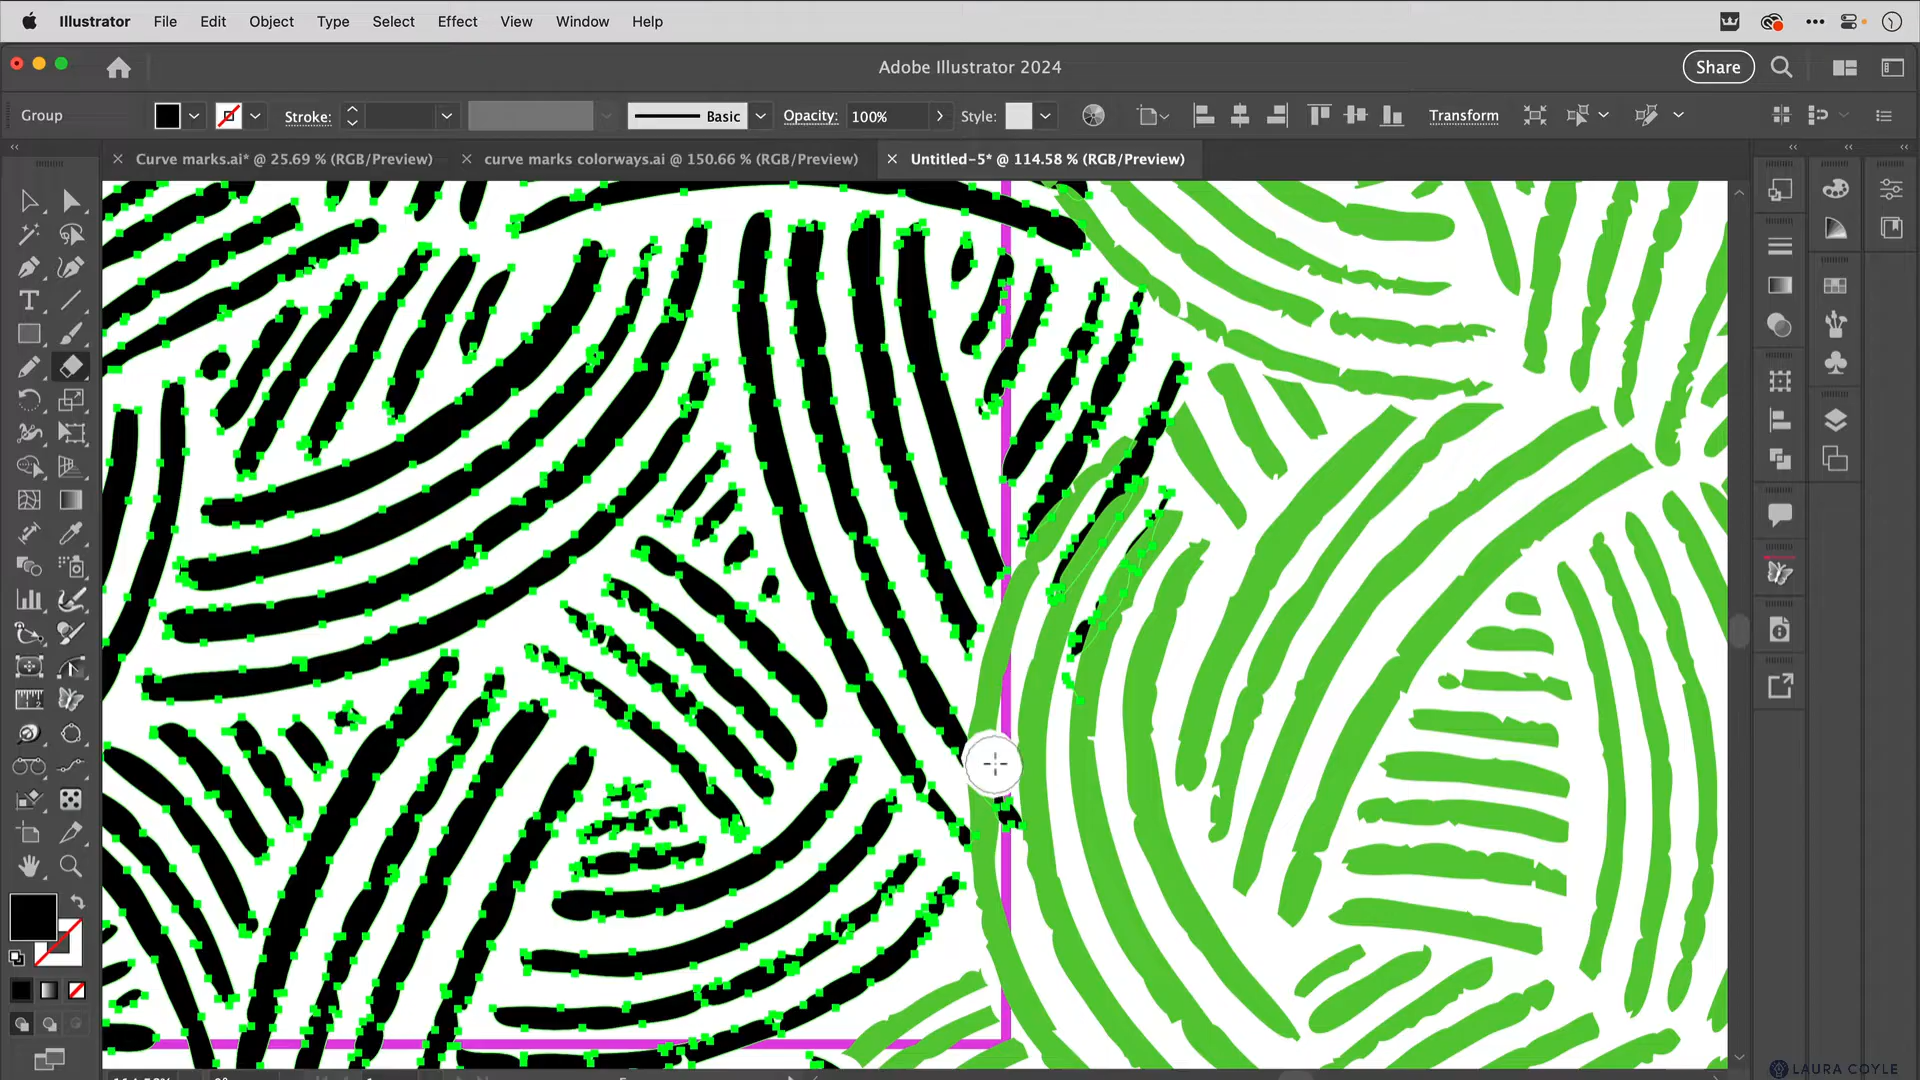 Illustrator File Edit Object Type Select Effect View Window Help
Adobe Illustrator 2024
Share
Group Stroke: Basic Opacity: 100% Style: Transform
Curve marks.ai* @ 25.69 % (RGB/Preview) curve marks colorways.ai @ 150.66 % (RGB/Preview) Untitled-5* @ 114.58 % (RGB/Preview)
LAURA COYLE